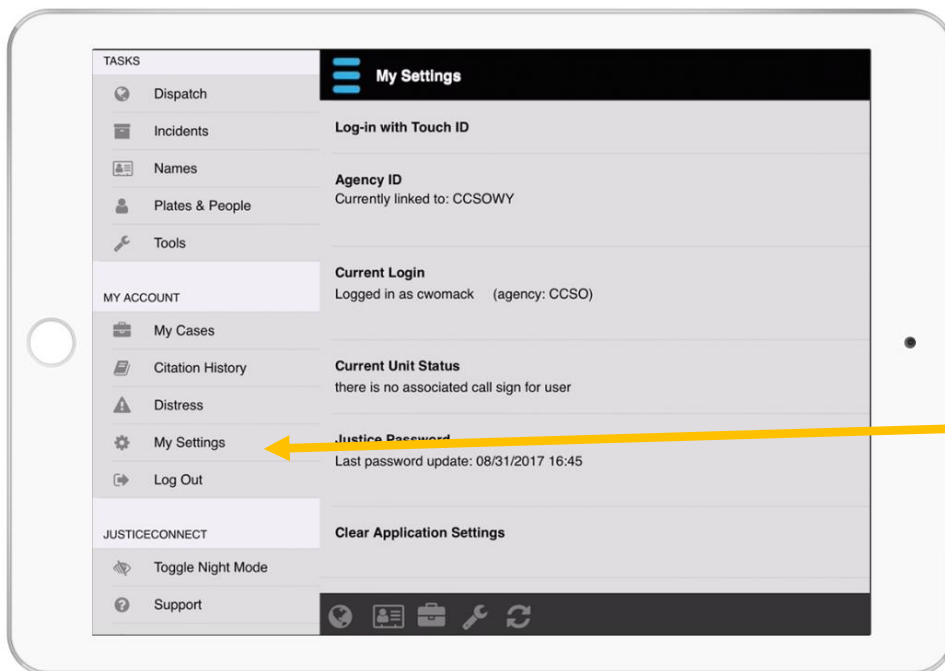 TASKS
Dispatch
Incidents
Names
Plates & People
Tools
MY ACCOUNT
My Cases
Citation History
Distress
My Settings
Log Out
JUSTICECONNECT
Toggle Night Mode
Support
My Settings
Log-in with Touch ID
Agency ID
Currently linked to: CCSOWY
Current Login
Logged in as cwomack (agency: CCSO)
Current Unit Status
there is no associated call sign for user
Justice Password
Last password update: 08/31/2017 16:45
Clear Application Settings